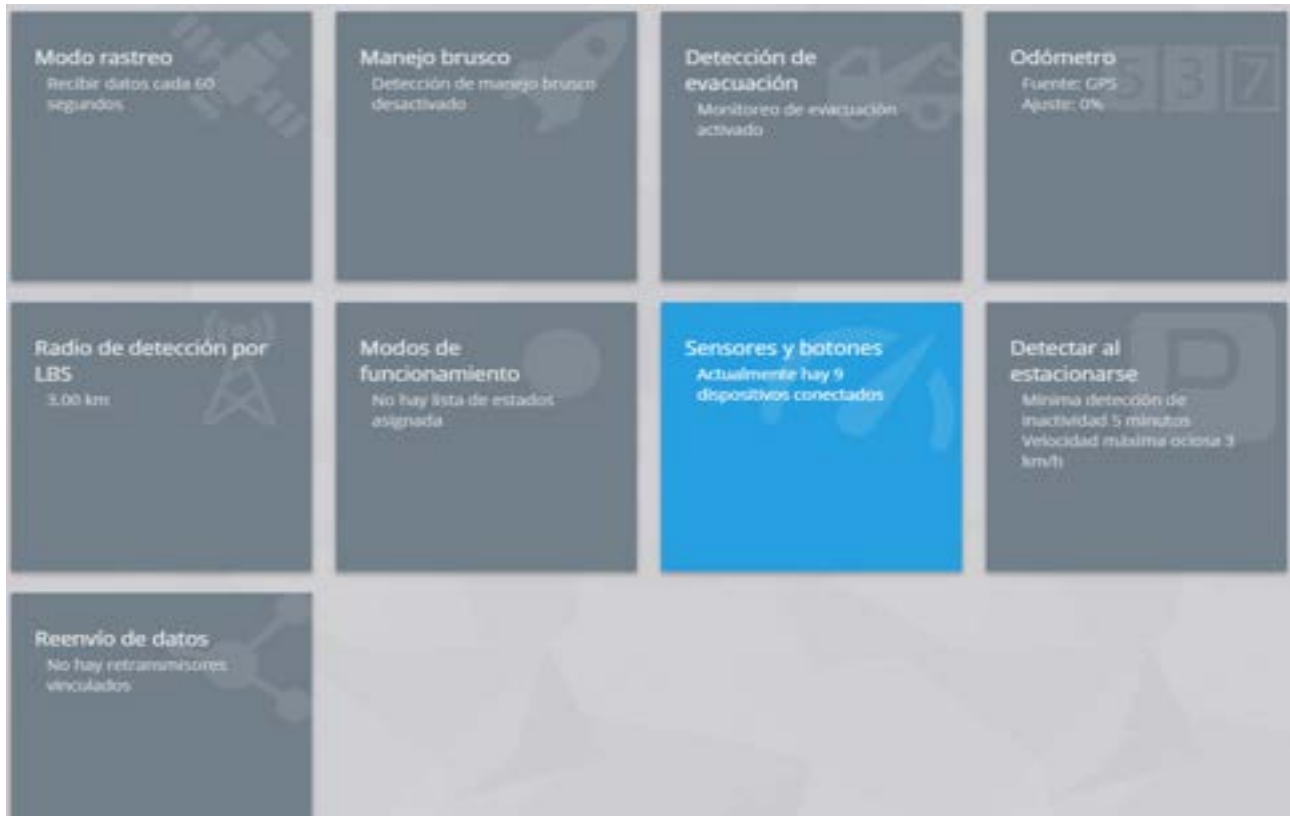 Modo rastreo
Recibir datos cada 60
segundos
Manejo brusco
Detección de manejo brusco
desactivado
Detección de
evacuación
Monitoreo de evacuación
activado
Odómetro
Fuente: GPS
Ajuste: 0%
537
Radio de detección por
LBS
3.00 km
Modos de
funcionamiento
No hay lista de estados
asignada
Sensores y botones
Actualmente hay 9
dispositivos conectados
Detectar al
estacionarse
Mínima detección de
inactividad 5 minutos
Velocidad máxima ociosa 3
km/h
P
Reenvío de datos
No hay retransmisores
vinculados